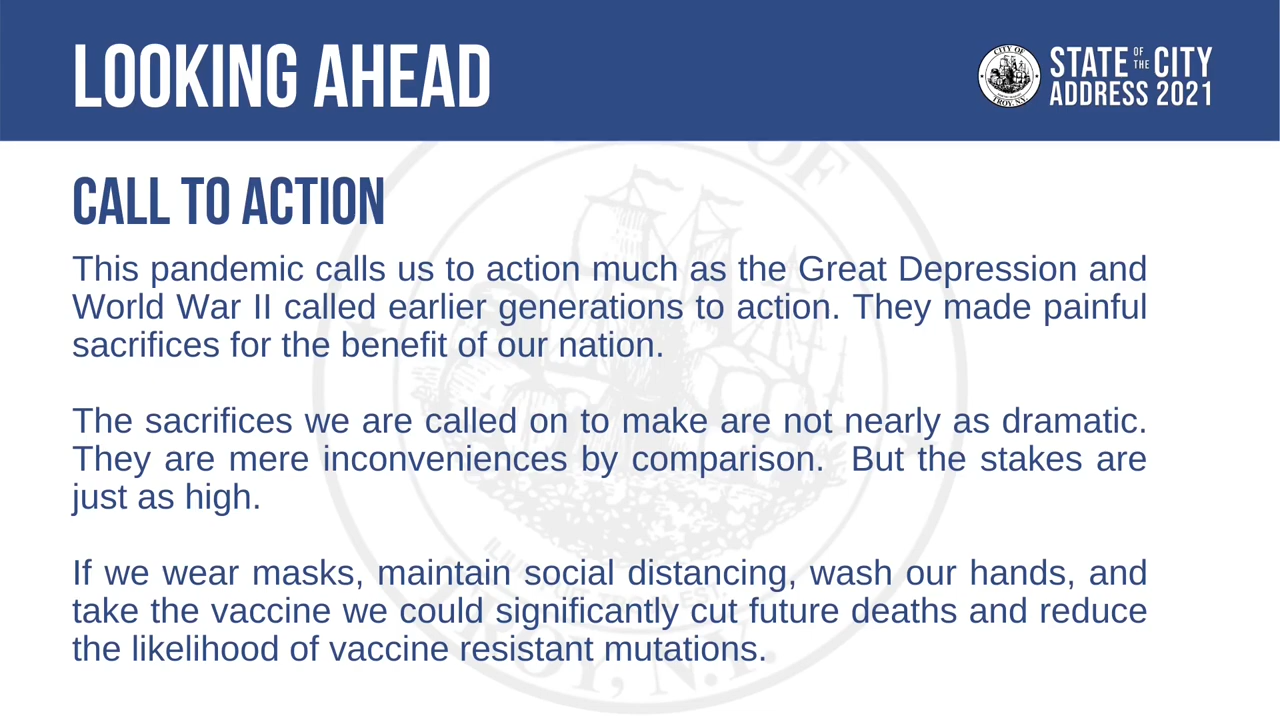 LOOKING AHEAD
CITY OF
TROY, N.Y.
STATE OF THE CITY
ADDRESS 2021
CALL TO ACTION
This pandemic calls us to action much as the Great Depression and
World War II called earlier generations to action. They made painful
sacrifices for the benefit of our nation.
The sacrifices we are called on to make are not nearly as dramatic.
They are mere inconveniences by comparison.  But the stakes are
just as high.
If we wear masks, maintain social distancing, wash our hands, and
take the vaccine we could significantly cut future deaths and reduce
the likelihood of vaccine resistant mutations.
OF
TROY, N.Y.